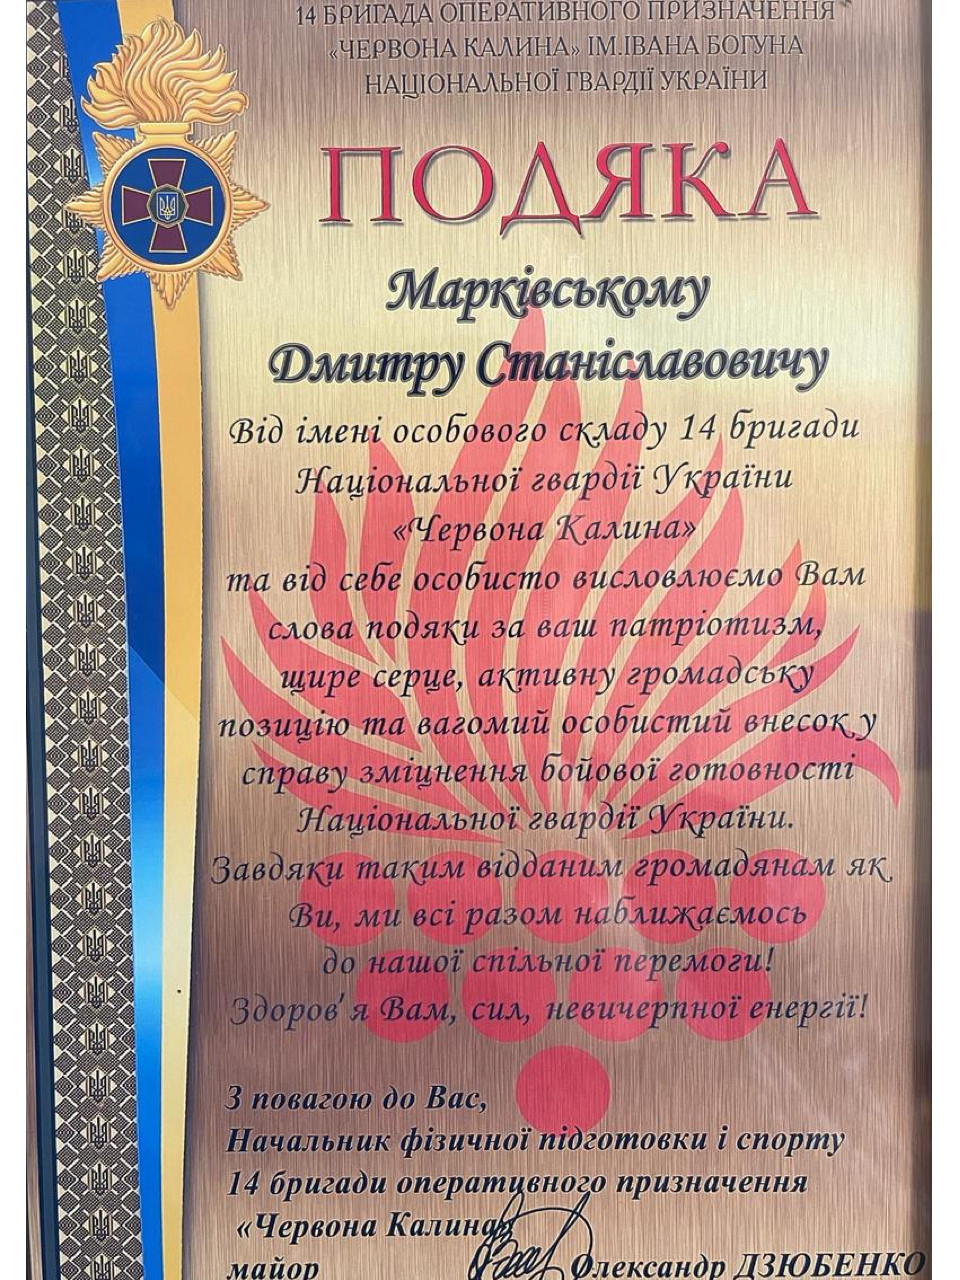 14 БРИГАДА ОПЕРАТИВНОГО ПРИЗНАЧЕННЯ
«ЧЕРВОНА КАЛИНА» ІМ.ІВАНА БОГУНА
НАЦІОНАЛЬНОЇ ГВАРДІЇ УКРАЇНИ
ПОДЯКА
Марківському
Дмитру Станіславовичу
Від імені особового складу 14 бригади
Національної гвардії України
«Червона Калина»
та від себе особисто висловлюємо Вам
слова подяки за ваш патріотизм,
щире серце, активну громадську
позицію та вагомий особистий внесок у
справу зміцнення бойової готовності
Національної гвардії України.
Завдяки таким відданим громадянам як
Ви, ми всі разом наближаємось
до нашої спільної перемоги!
Здоров'я Вам, сил, невичерпної енергії!
З повагою до Вас,
Начальник фізичної підготовки і спорту
14 бригади оперативного призначення
«Червона Калина»
майор Олександр ДЗЮБЕНКО